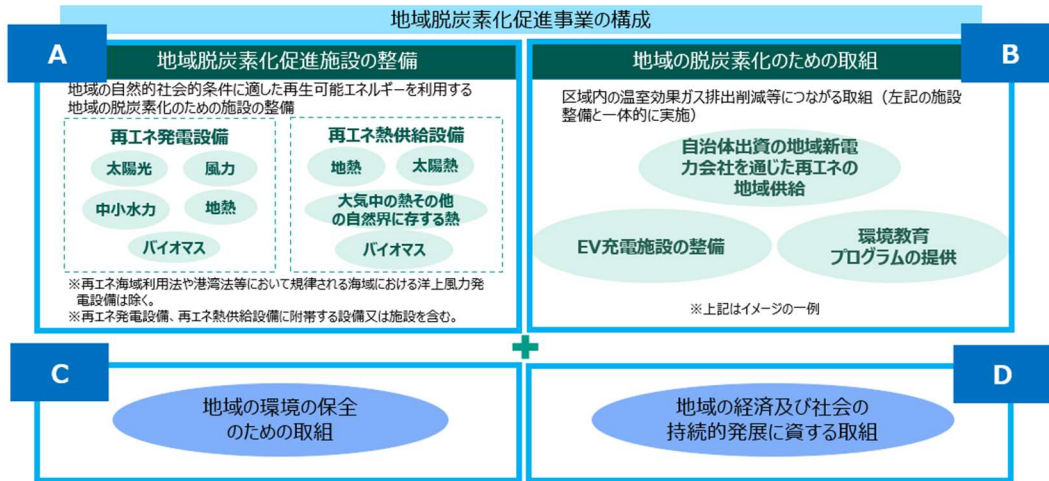 地域脱炭素化促進事業の構成
A
地域脱炭素化促進施設の整備
地域の自然的社会的条件に適した再生可能エネルギーを利用する
地域の脱炭素化のための施設の整備
再エネ発電設備
太陽光
風力
中小水力
地熱
バイオマス
再エネ熱供給設備
地熱
太陽熱
大気中の熱その他
の自然界に存する熱
バイオマス
※再エネ海域利用法や港湾法等において規律される海域における洋上風力発
電設備は除く。
※再エネ発電設備、再エネ熱供給設備に附帯する設備又は施設を含む。
B
地域の脱炭素化のための取組
区域内の温室効果ガス排出削減等につながる取組（左記の施設
整備と一体的に実施）
自治体出資の地域新電
力会社を通じた再エネの
地域供給
EV充電施設の整備
環境教育
プログラムの提供
※上記はイメージの一例
+
C
地域の環境の保全
のための取組
D
地域の経済及び社会の
持続的発展に資する取組